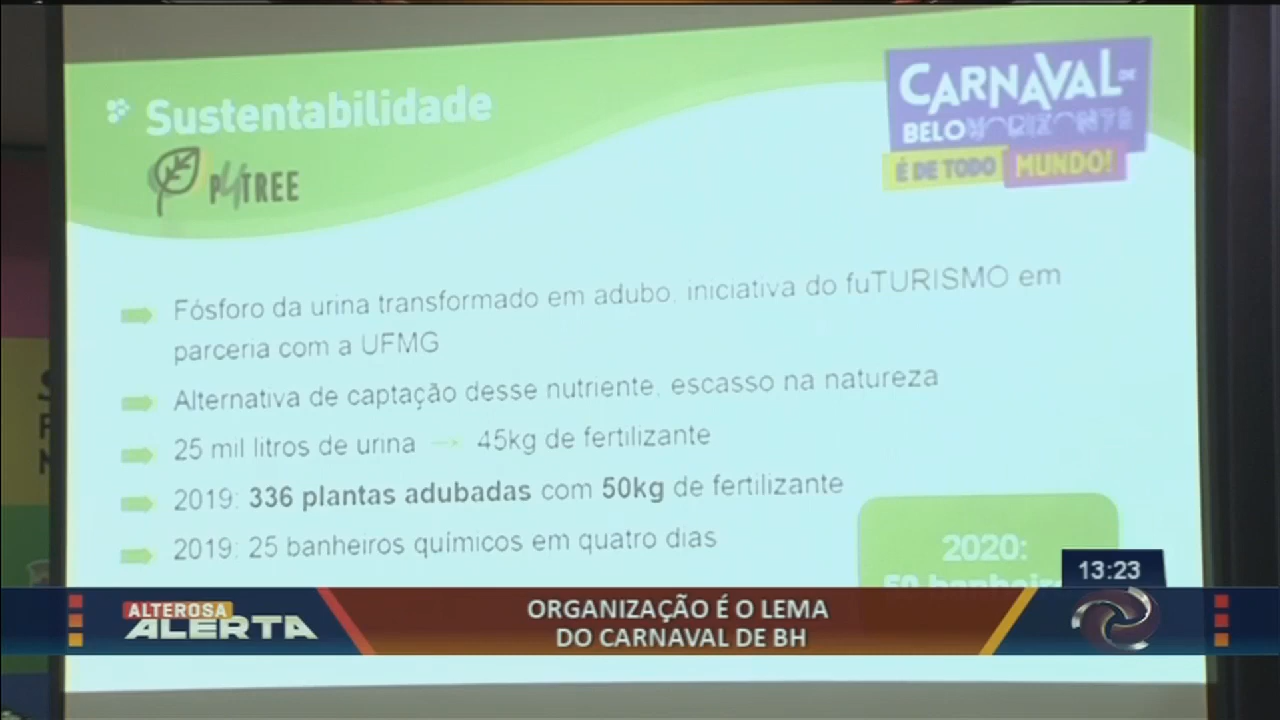 Sustentabilidade
P4TREE
CARNAVAL DE
BELO HORIZONTE
É DE TODO MUNDO!
Fósforo da urina transformado em adubo, iniciativa do fuTURISMO em
parceria com a UFMG
Alternativa de captação desse nutriente, escasso na natureza
25 mil litros de urina → 45kg de fertilizante
2019: 336 plantas adubadas com 50kg de fertilizante
2019: 25 banheiros químicos em quatro dias
2020:
13:23
ALTEROSA
ALERTA
ORGANIZAÇÃO É O LEMA
DO CARNAVAL DE BH